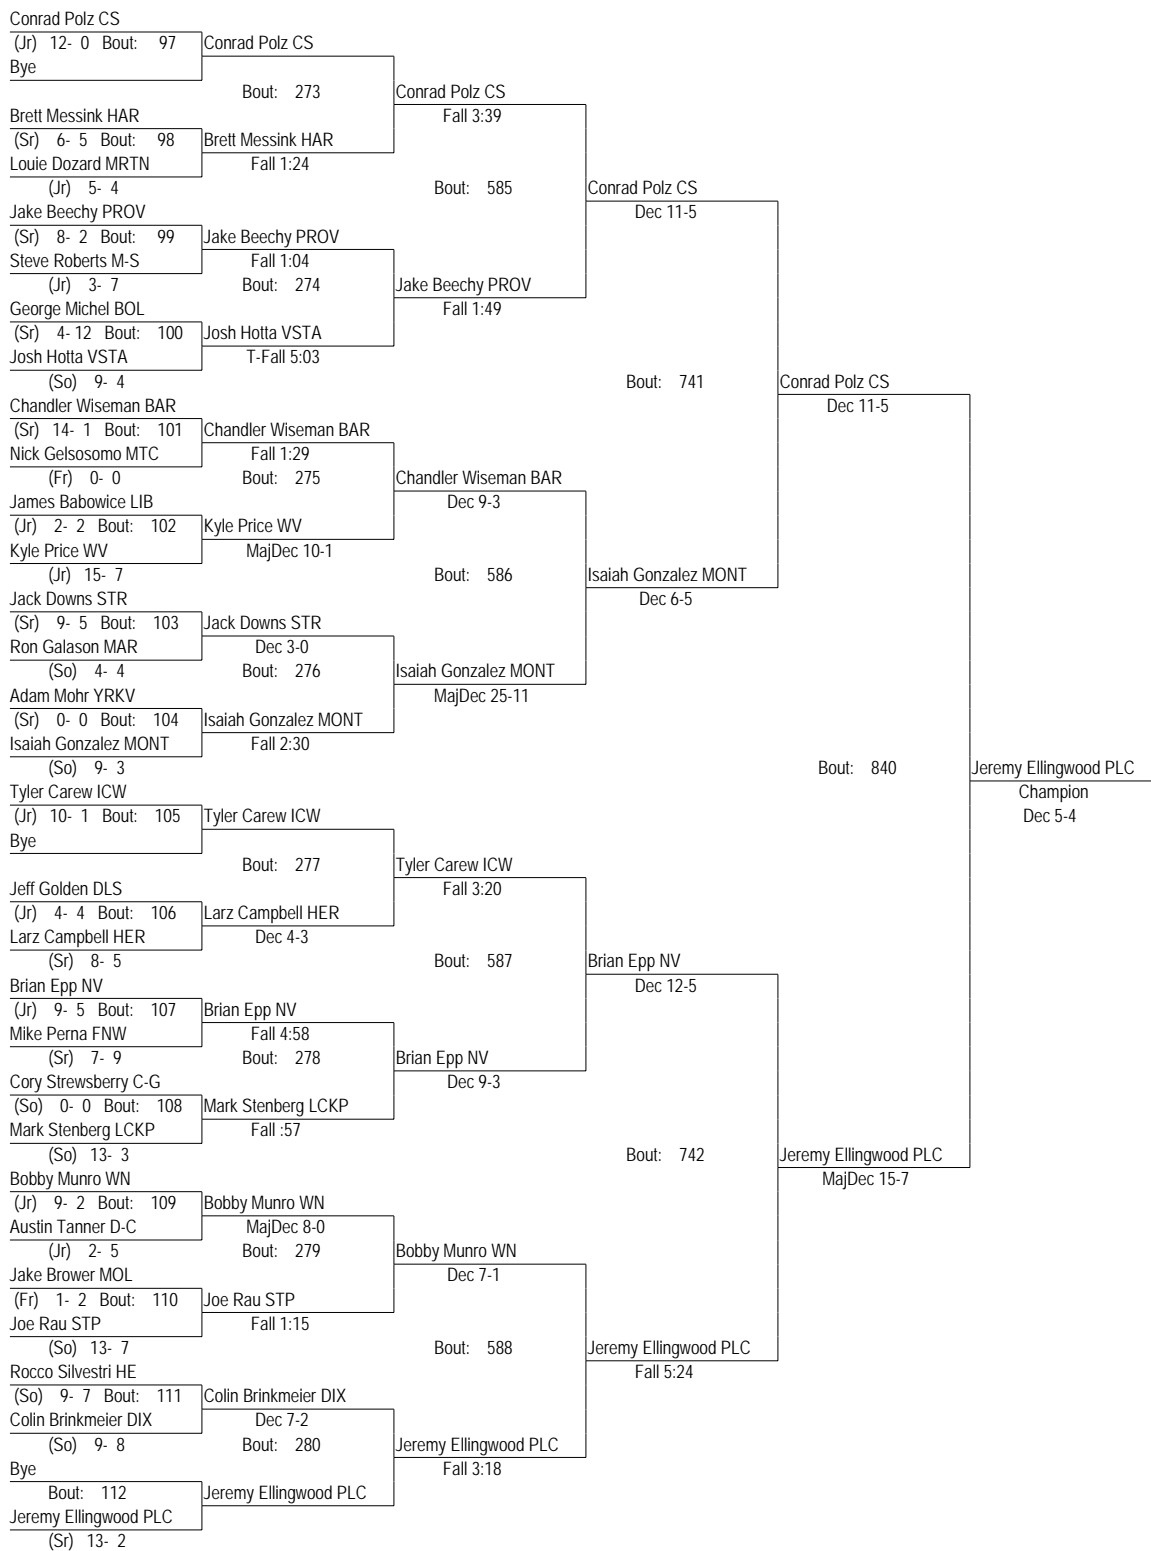 Conrad Polz CS
(Jr) 12- 0 Bout: 97 Conrad Polz CS
Bye
Bout: 273 Conrad Polz CS
Brett Messink HAR Fall 3:39
(Sr) 6- 5 Bout: 98 Brett Messink HAR
Louie Dozard MRTN Fall 1:24
(Jr) 5- 4 Bout: 585 Conrad Polz CS
Jake Beechy PROV Dec 11-5
(Sr) 8- 2 Bout: 99 Jake Beechy PROV
Steve Roberts M-S Fall 1:04
(Jr) 3- 7 Bout: 274 Jake Beechy PROV
George Michel BOL Fall 1:49
(Sr) 4- 12 Bout: 100 Josh Hotta VSTA
Josh Hotta VSTA T-Fall 5:03
(So) 9- 4 Bout: 741 Conrad Polz CS
Chandler Wiseman BAR Dec 11-5
(Sr) 14- 1 Bout: 101 Chandler Wiseman BAR
Nick Gelsosomo MTC Fall 1:29
(Fr) 0- 0 Bout: 275 Chandler Wiseman BAR
James Babowice LIB Dec 9-3
(Jr) 2- 2 Bout: 102 Kyle Price WV
Kyle Price WV MajDec 10-1
(Jr) 15- 7 Bout: 586 Isaiah Gonzalez MONT
Jack Downs STR Dec 6-5
(Sr) 9- 5 Bout: 103 Jack Downs STR
Ron Galason MAR Dec 3-0
(So) 4- 4 Bout: 276 Isaiah Gonzalez MONT
Adam Mohr YRKV MajDec 25-11
(Sr) 0- 0 Bout: 104 Isaiah Gonzalez MONT
Isaiah Gonzalez MONT Fall 2:30
(So) 9- 3 Bout: 840 Jeremy Ellingwood PLC
Tyler Carew ICW Champion
(Jr) 10- 1 Bout: 105 Tyler Carew ICW Dec 5-4
Bye
Bout: 277 Tyler Carew ICW
Jeff Golden DLS Fall 3:20
(Jr) 4- 4 Bout: 106 Larz Campbell HER
Larz Campbell HER Dec 4-3
(Sr) 8- 5 Bout: 587 Brian Epp NV
Brian Epp NV Dec 12-5
(Jr) 9- 5 Bout: 107 Brian Epp NV
Mike Perna FNW Fall 4:58
(Sr) 7- 9 Bout: 278 Brian Epp NV
Cory Strewsberry C-G Dec 9-3
(So) 0- 0 Bout: 108 Mark Stenberg LCKP
Mark Stenberg LCKP Fall :57
(So) 13- 3 Bout: 742 Jeremy Ellingwood PLC
Bobby Munro WN MajDec 15-7
(Jr) 9- 2 Bout: 109 Bobby Munro WN
Austin Tanner D-C MajDec 8-0
(Jr) 2- 5 Bout: 279 Bobby Munro WN
Jake Brower MOL Dec 7-1
(Fr) 1- 2 Bout: 110 Joe Rau STP
Joe Rau STP Fall 1:15
(So) 13- 7 Bout: 588 Jeremy Ellingwood PLC
Rocco Silvestri HE Fall 5:24
(So) 9- 7 Bout: 111 Colin Brinkmeier DIX
Colin Brinkmeier DIX Dec 7-2
(So) 9- 8 Bout: 280 Jeremy Ellingwood PLC
Bye Fall 3:18
Bout: 112 Jeremy Ellingwood PLC
Jeremy Ellingwood PLC
(Sr) 13- 2